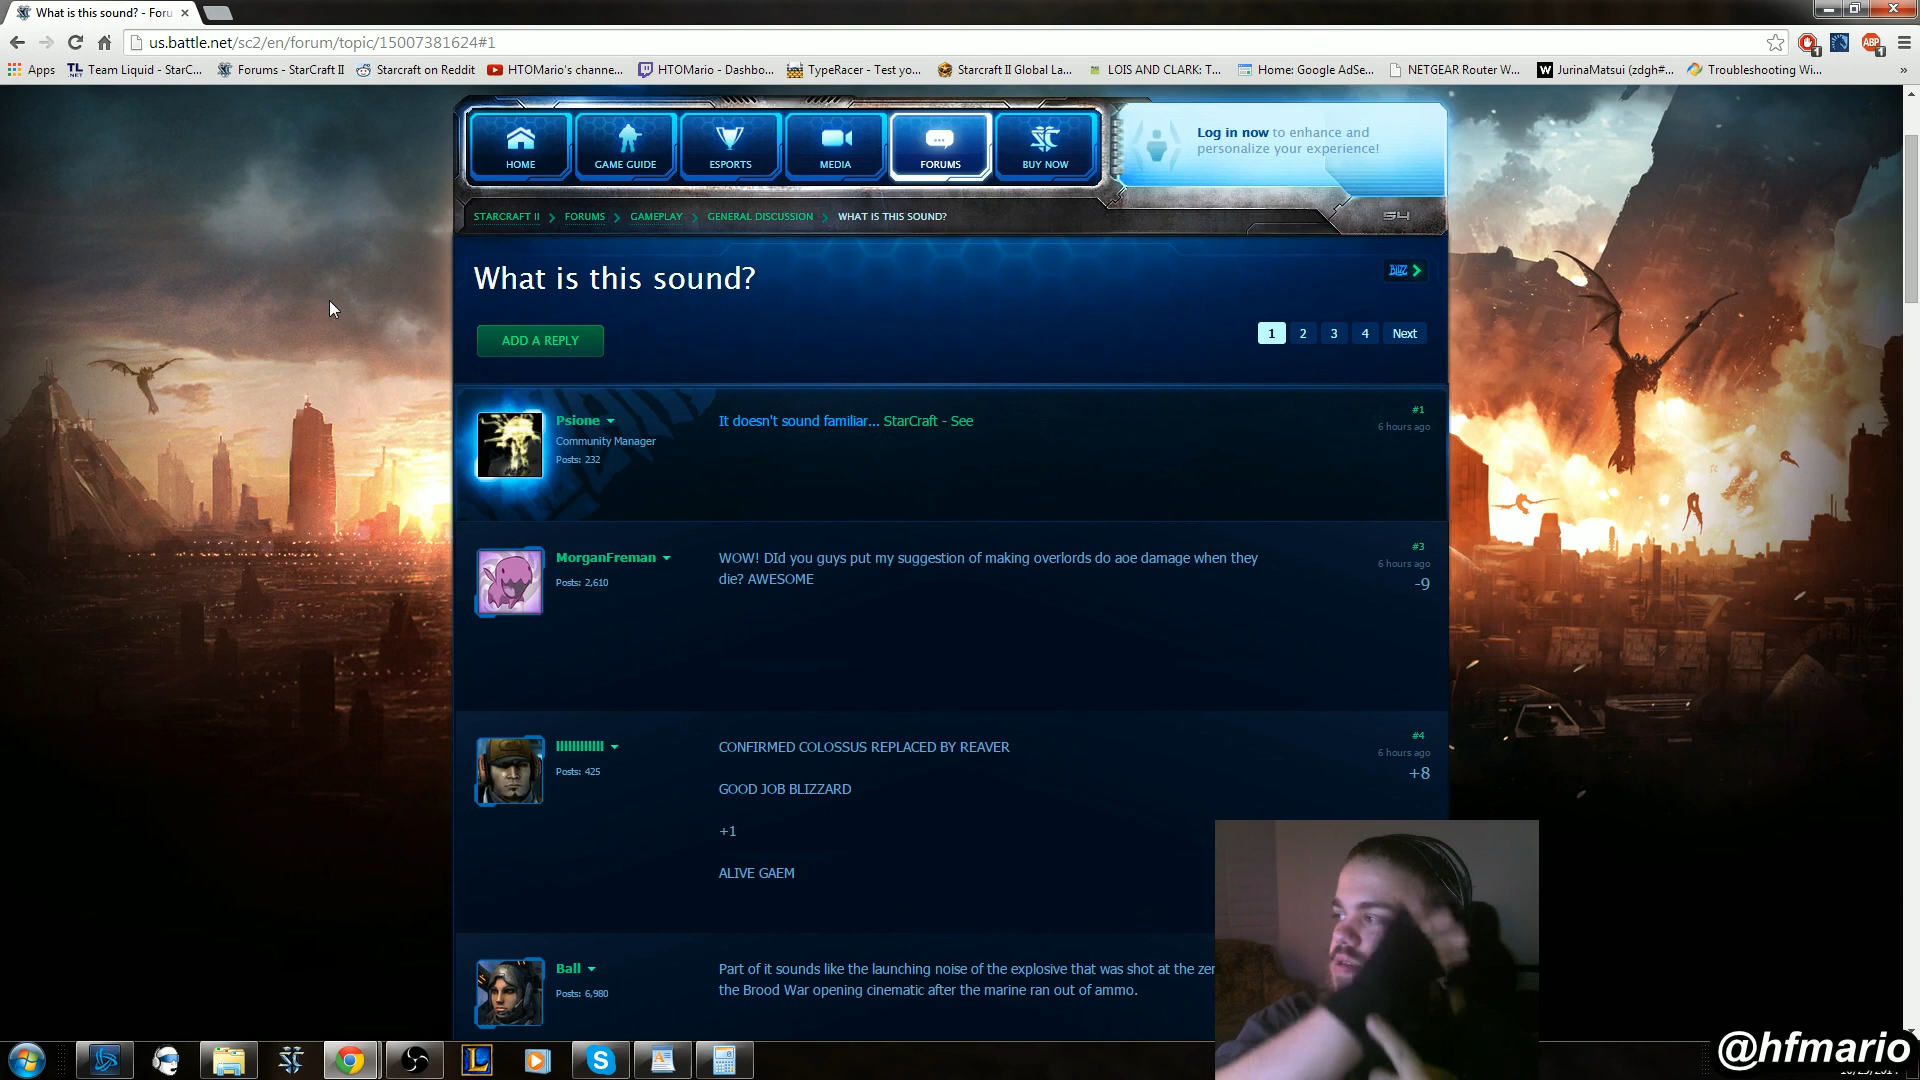 What is this sound? - Foru
us.battle.net/sc2/en/forum/topic/15007381624#1
Apps
Team Liquid - StarC...
Forums - StarCraft II
Starcraft on Reddit
HTOMario's channe...
HTOMario - Dashbo...
TypeRacer - Test yo...
Starcraft II Global La...
LOIS AND CLARK: T...
Home: Google AdSe...
NETGEAR Router W...
JurinaMatsui (zdgh#...
Troubleshooting Wi...
HOME
GAME GUIDE
ESPORTS
MEDIA
FORUMS
BUY NOW
Log in now to enhance and
personalize your experience!
STARCRAFT II
FORUMS
GAMEPLAY
GENERAL DISCUSSION
WHAT IS THIS SOUND?
54
What is this sound?
BLIZZ
ADD A REPLY
1 2 3 4 Next
Psione
Community Manager
Posts: 232
It doesn't sound familiar... StarCraft - See
#1
6 hours ago
MorganFreman
Posts: 2,610
WOW! DId you guys put my suggestion of making overlords do aoe damage when they
die? AWESOME
#3
6 hours ago
-9
Posts: 425
CONFIRMED COLOSSUS REPLACED BY REAVER
GOOD JOB BLIZZARD
+1
ALIVE GAEM
#4
6 hours ago
+8
Ball
Posts: 6,980
Part of it sounds like the launching noise of the explosive that was shot at the zer
the Brood War opening cinematic after the marine ran out of ammo.
@hfmario